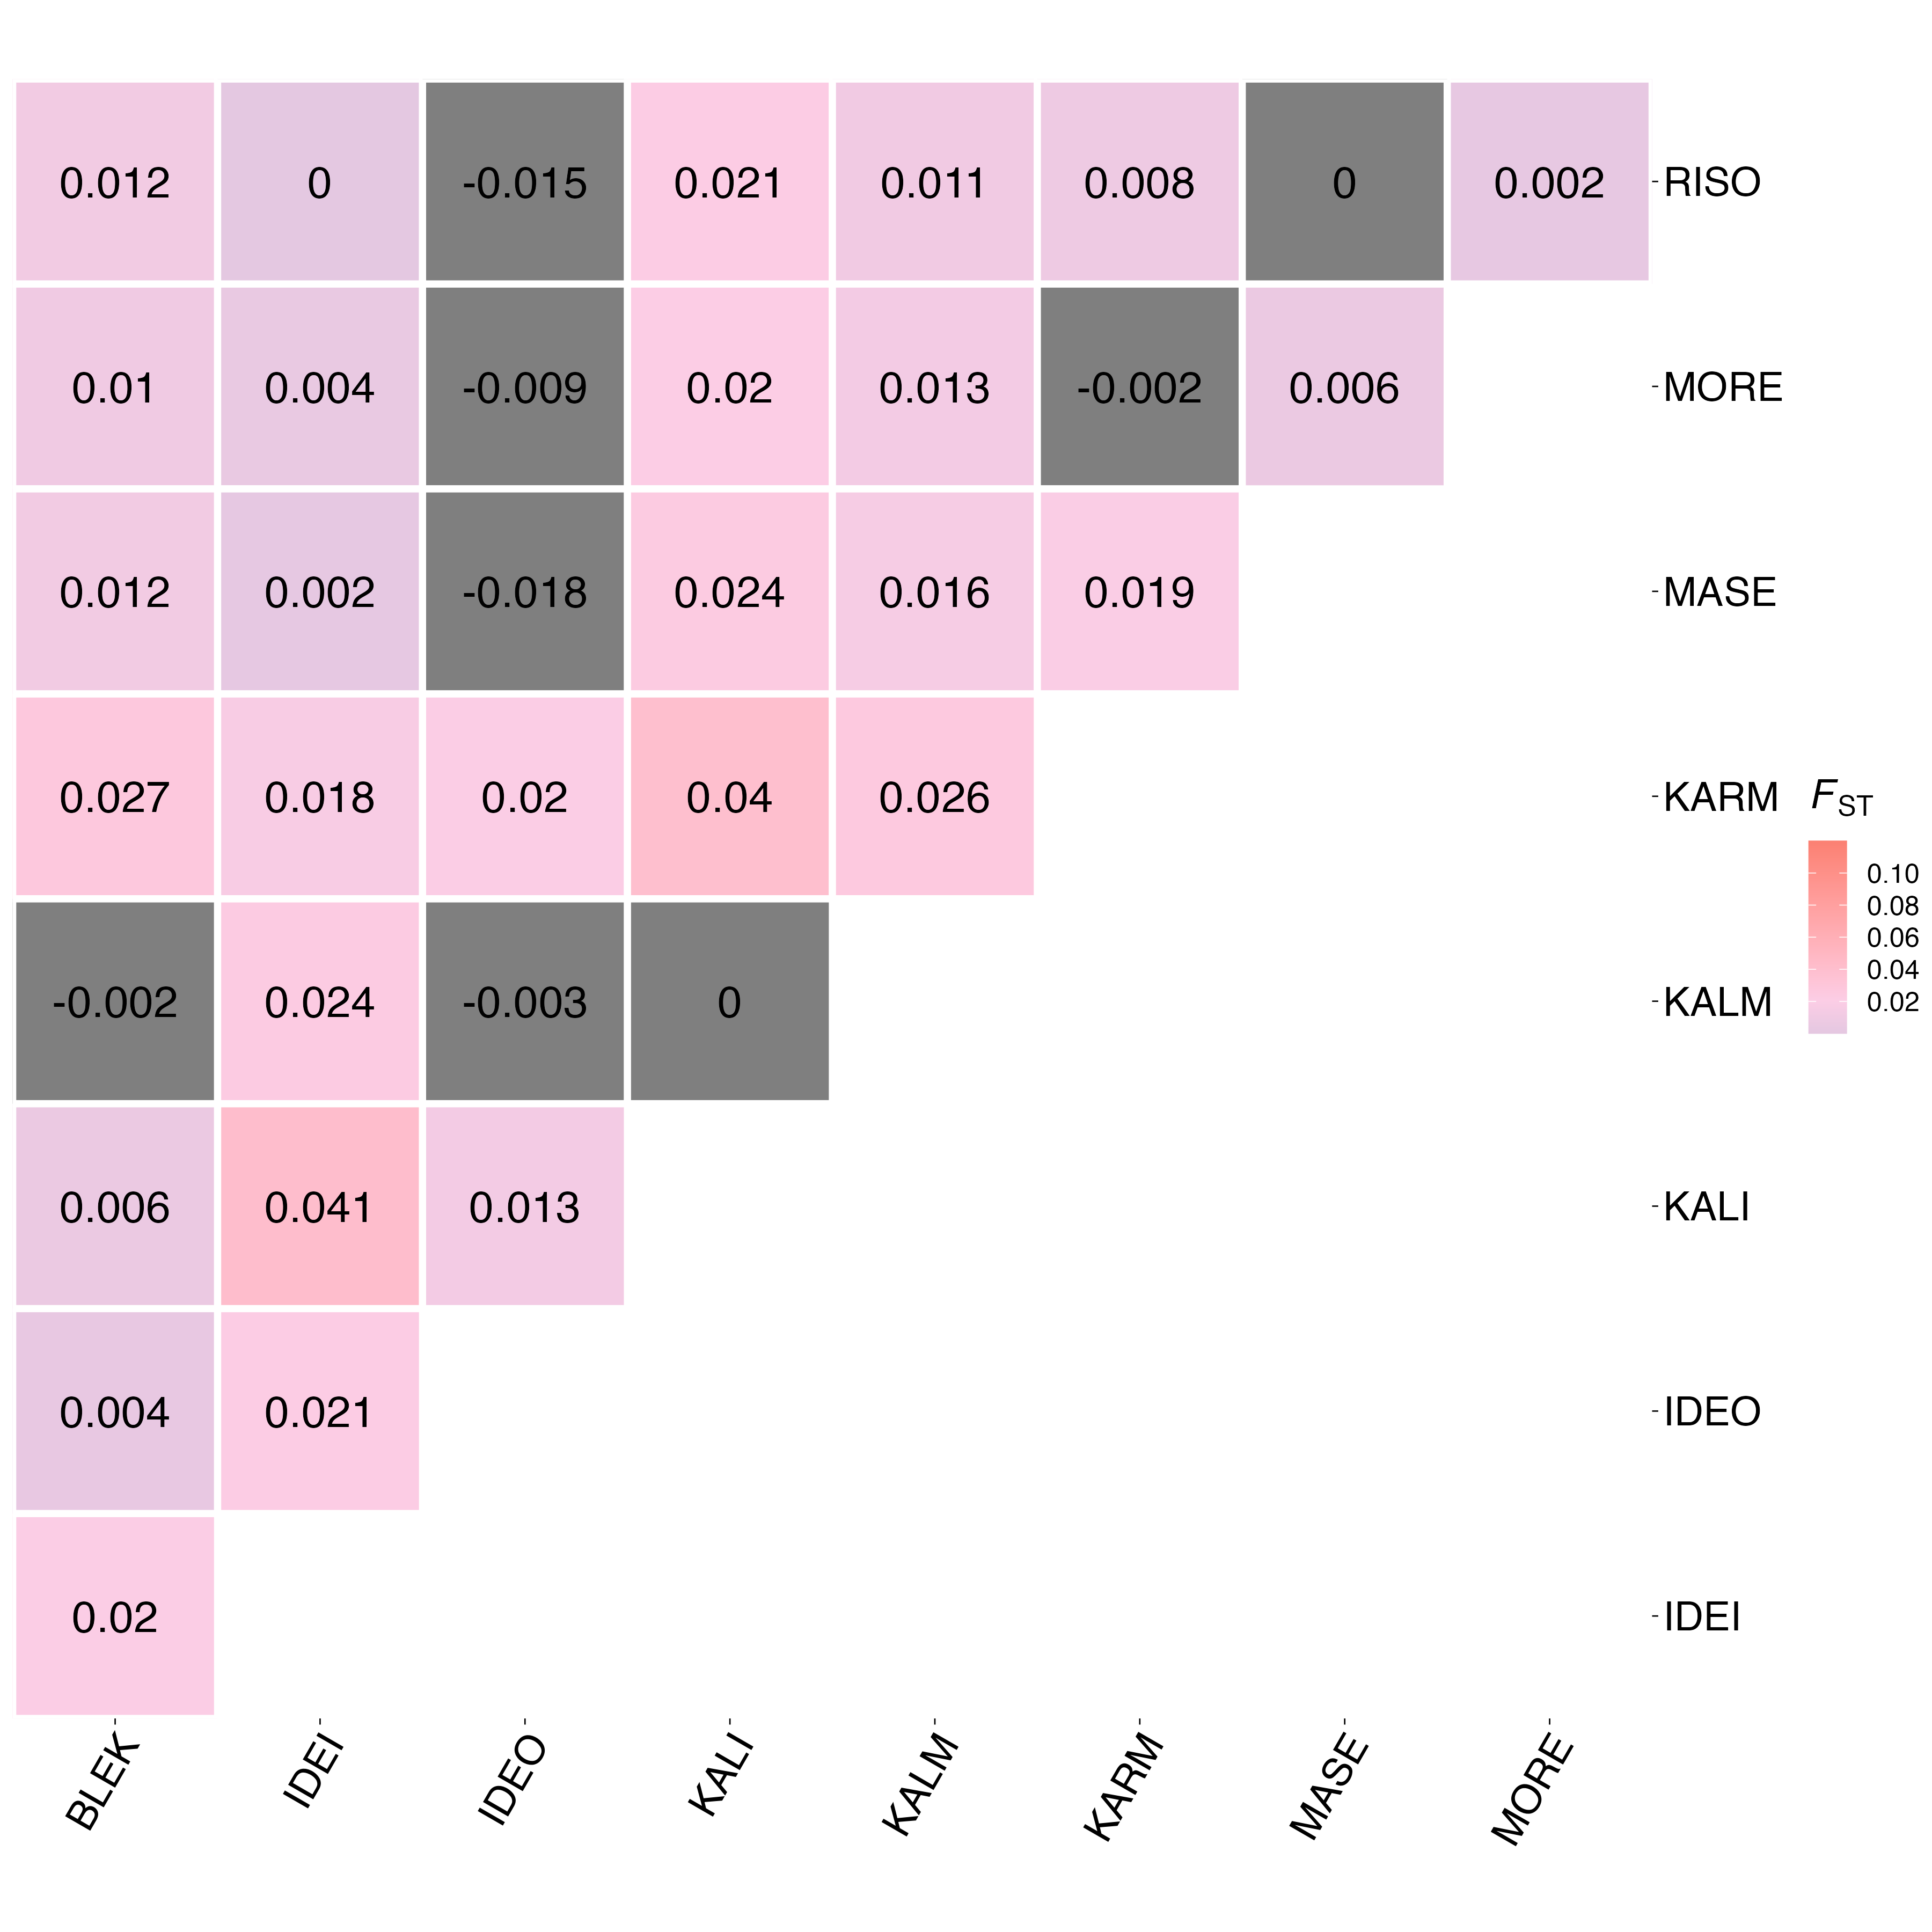 0.012 0 -0.015 0.021 0.011 0.008 0 0.002 RISO
0.01 0.004 -0.009 0.02 0.013 -0.002 0.006 MORE
0.012 0.002 -0.018 0.024 0.016 0.019 MASE
0.027 0.018 0.02 0.04 0.026 KARM
-0.002 0.024 -0.003 0 KALM
0.006 0.041 0.013 KALI
0.004 0.021 IDEO
0.02 IDEI
BLEK IDEI IDEO KALI KALM KARM MASE MORE
FST
0.10
0.08
0.06
0.04
0.02